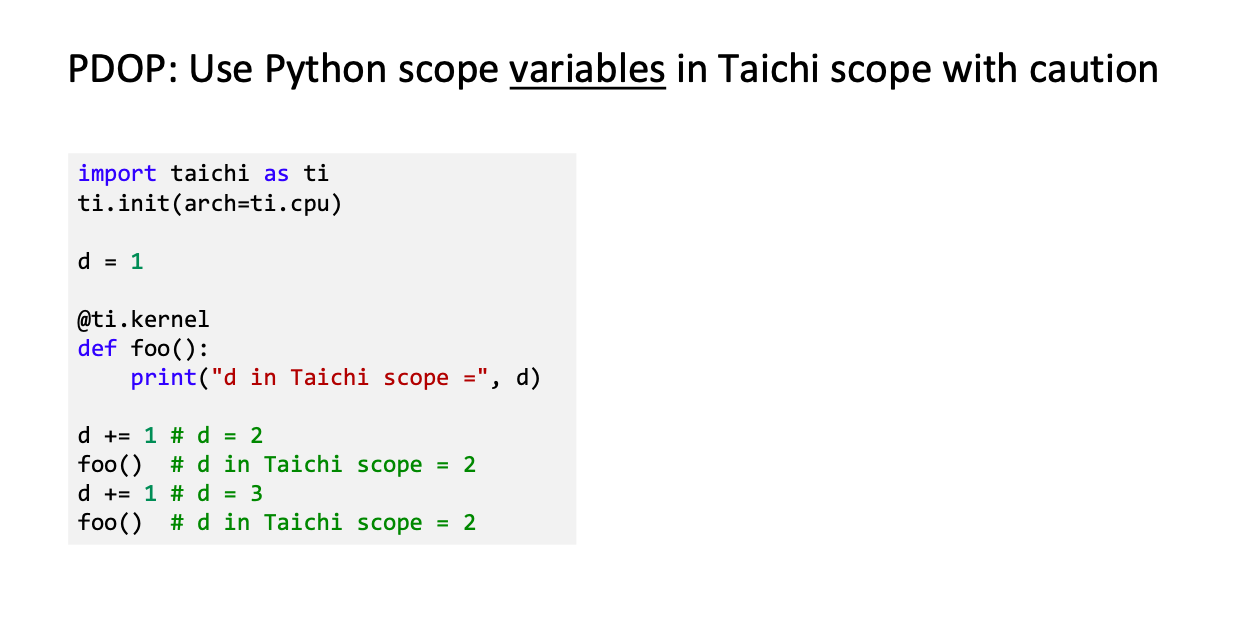 PDOP: Use Python scope variables in Taichi scope with caution
import taichi as ti
ti.init(arch=ti.cpu)
d = 1
@ti.kernel
def foo():
    print("d in Taichi scope =", d)
d += 1 # d = 2
foo()  # d in Taichi scope = 2
d += 1 # d = 3
foo()  # d in Taichi scope = 2